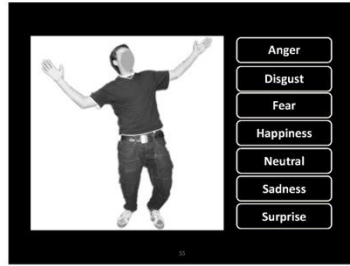 Anger
Disgust
Fear
Happiness
Neutral
Sadness
Surprise